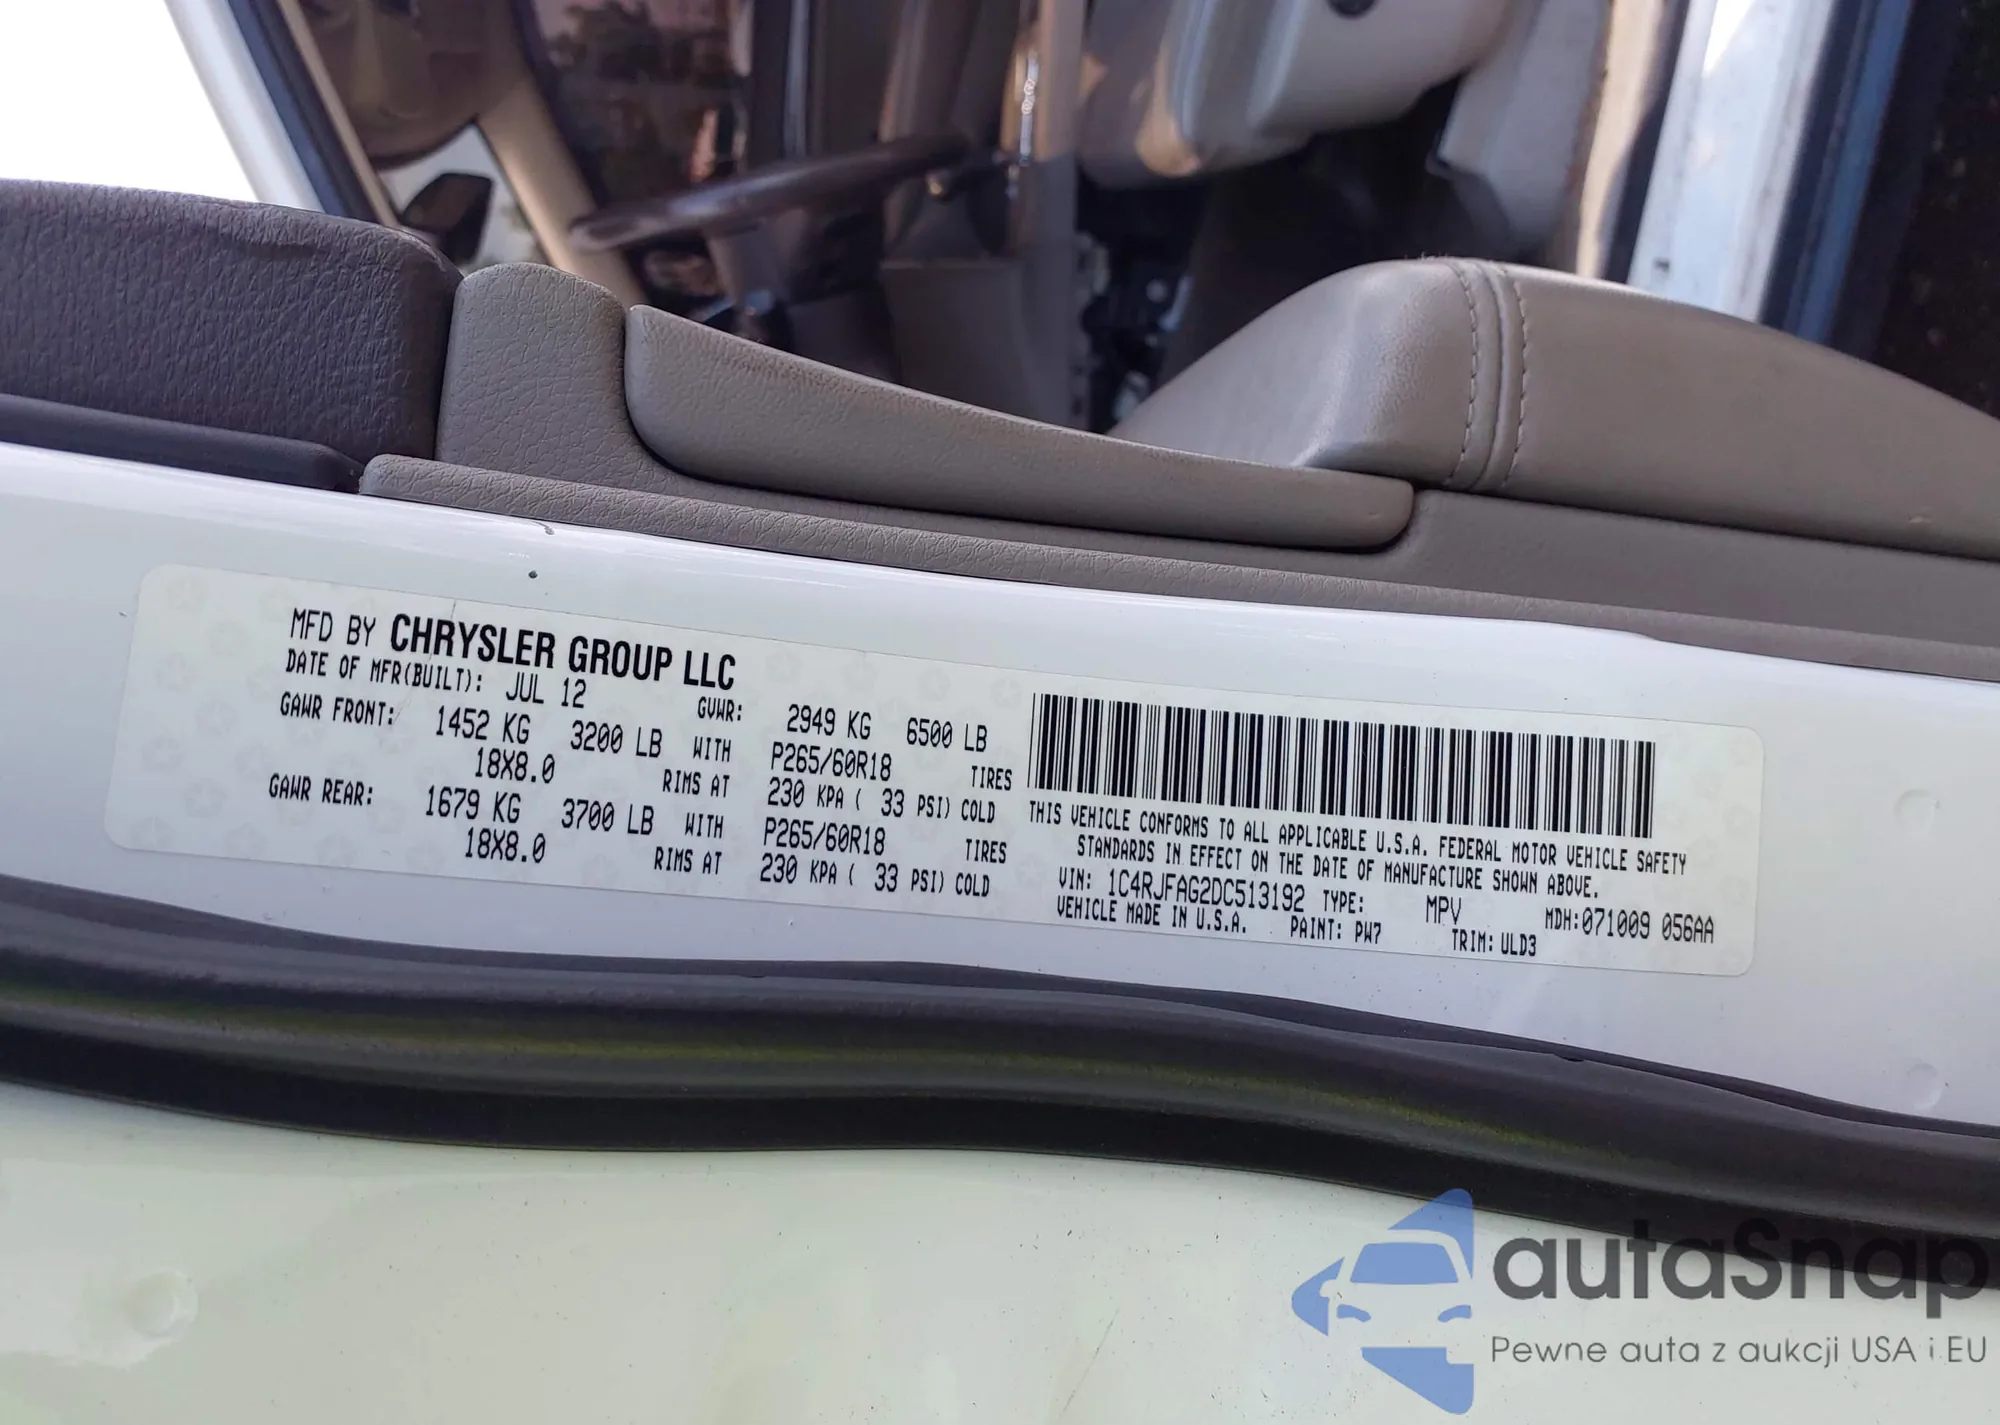 MFD BY CHRYSLER GROUP LLC
DATE OF MFR(BUILT): JUL 12 GVWR: 2949 KG 6500 LB
GAWR FRONT: 1452 KG 3200 LB WITH P265/60R18 TIRES
18X8.0 RIMS AT 230 KPA ( 33 PSI) COLD
GAWR REAR: 1679 KG 3700 LB WITH P265/60R18 TIRES
18X8.0 RIMS AT 230 KPA ( 33 PSI) COLD
THIS VEHICLE CONFORMS TO ALL APPLICABLE U.S.A. FEDERAL MOTOR VEHICLE SAFETY
STANDARDS IN EFFECT ON THE DATE OF MANUFACTURE SHOWN ABOVE.
VIN: 1C4RJFAG2DC513192 TYPE: MPV MDH:071009 056AA
VEHICLE MADE IN U.S.A. PAINT: PW7 TRIM: ULD3
autaSnap
Pewne auta z aukcji USA i EU